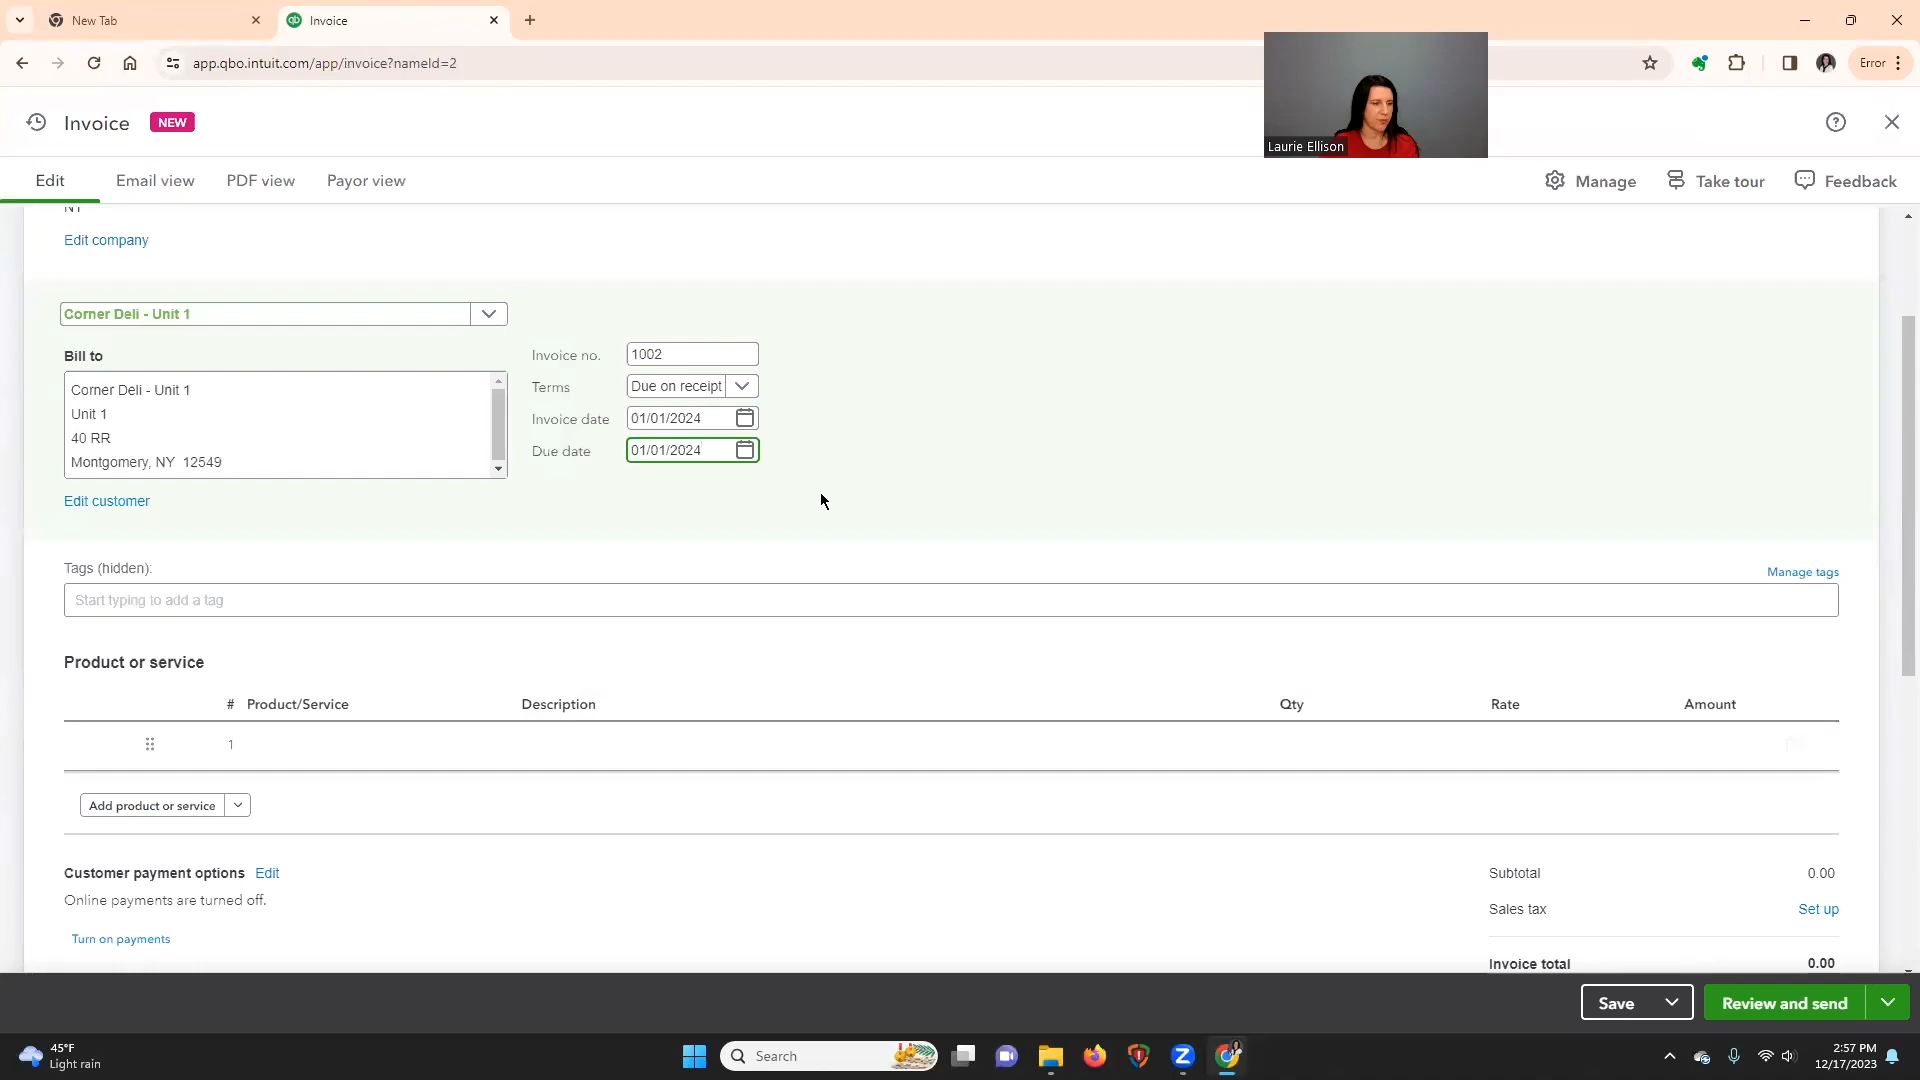 New Tab
Invoice
app.qbo.intuit.com/app/invoice?nameId=2
Error
Invoice NEW
Laurie Ellison
Edit Email view PDF view Payor view
Manage Take tour Feedback
NY
Edit company
Corner Deli - Unit 1
Bill to
Corner Deli - Unit 1
Unit 1
40 RR
Montgomery, NY 12549
Edit customer
Invoice no. 1002
Terms Due on receipt
Invoice date 01/01/2024
Due date 01/01/2024
Tags (hidden):
Manage tags
Start typing to add a tag
Product or service
# Product/Service Description Qty Rate Amount
1
Add product or service
Customer payment options Edit
Online payments are turned off.
Turn on payments
Subtotal 0.00
Sales tax Set up
Invoice total 0.00
Save
Review and send
45°F
Light rain
Search
2:57 PM
12/17/2023